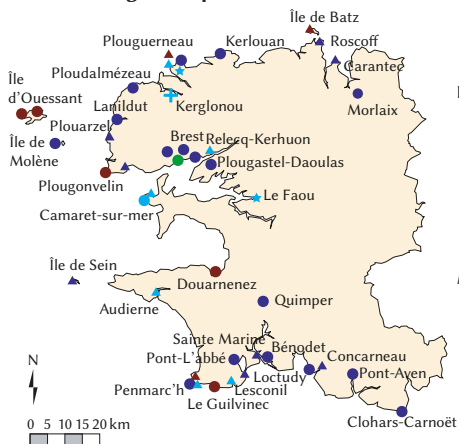 Île de Batz
Plouguerneau
Kerlouan
Roscoff
Carantec
Ploudalmézeau
Île
d'Ouessant
Lanildut
Kerglonou
Morlaix
Plouarzel
Brest
Relecq-Kerhuon
Île de
Molène
Plougastel-Daoulas
Plougonvelin
Le Faou
Camaret-sur-mer
Île de Sein
Douarnenez
Audierne
Quimper
Sainte Marine
Bénodet
Pont-L'abbé
Concarneau
Loctudy
Pont-Aven
Penmarc'h
Lesconil
Le Guilvinec
Clohars-Carnoët
N
0 5 10 15 20 km